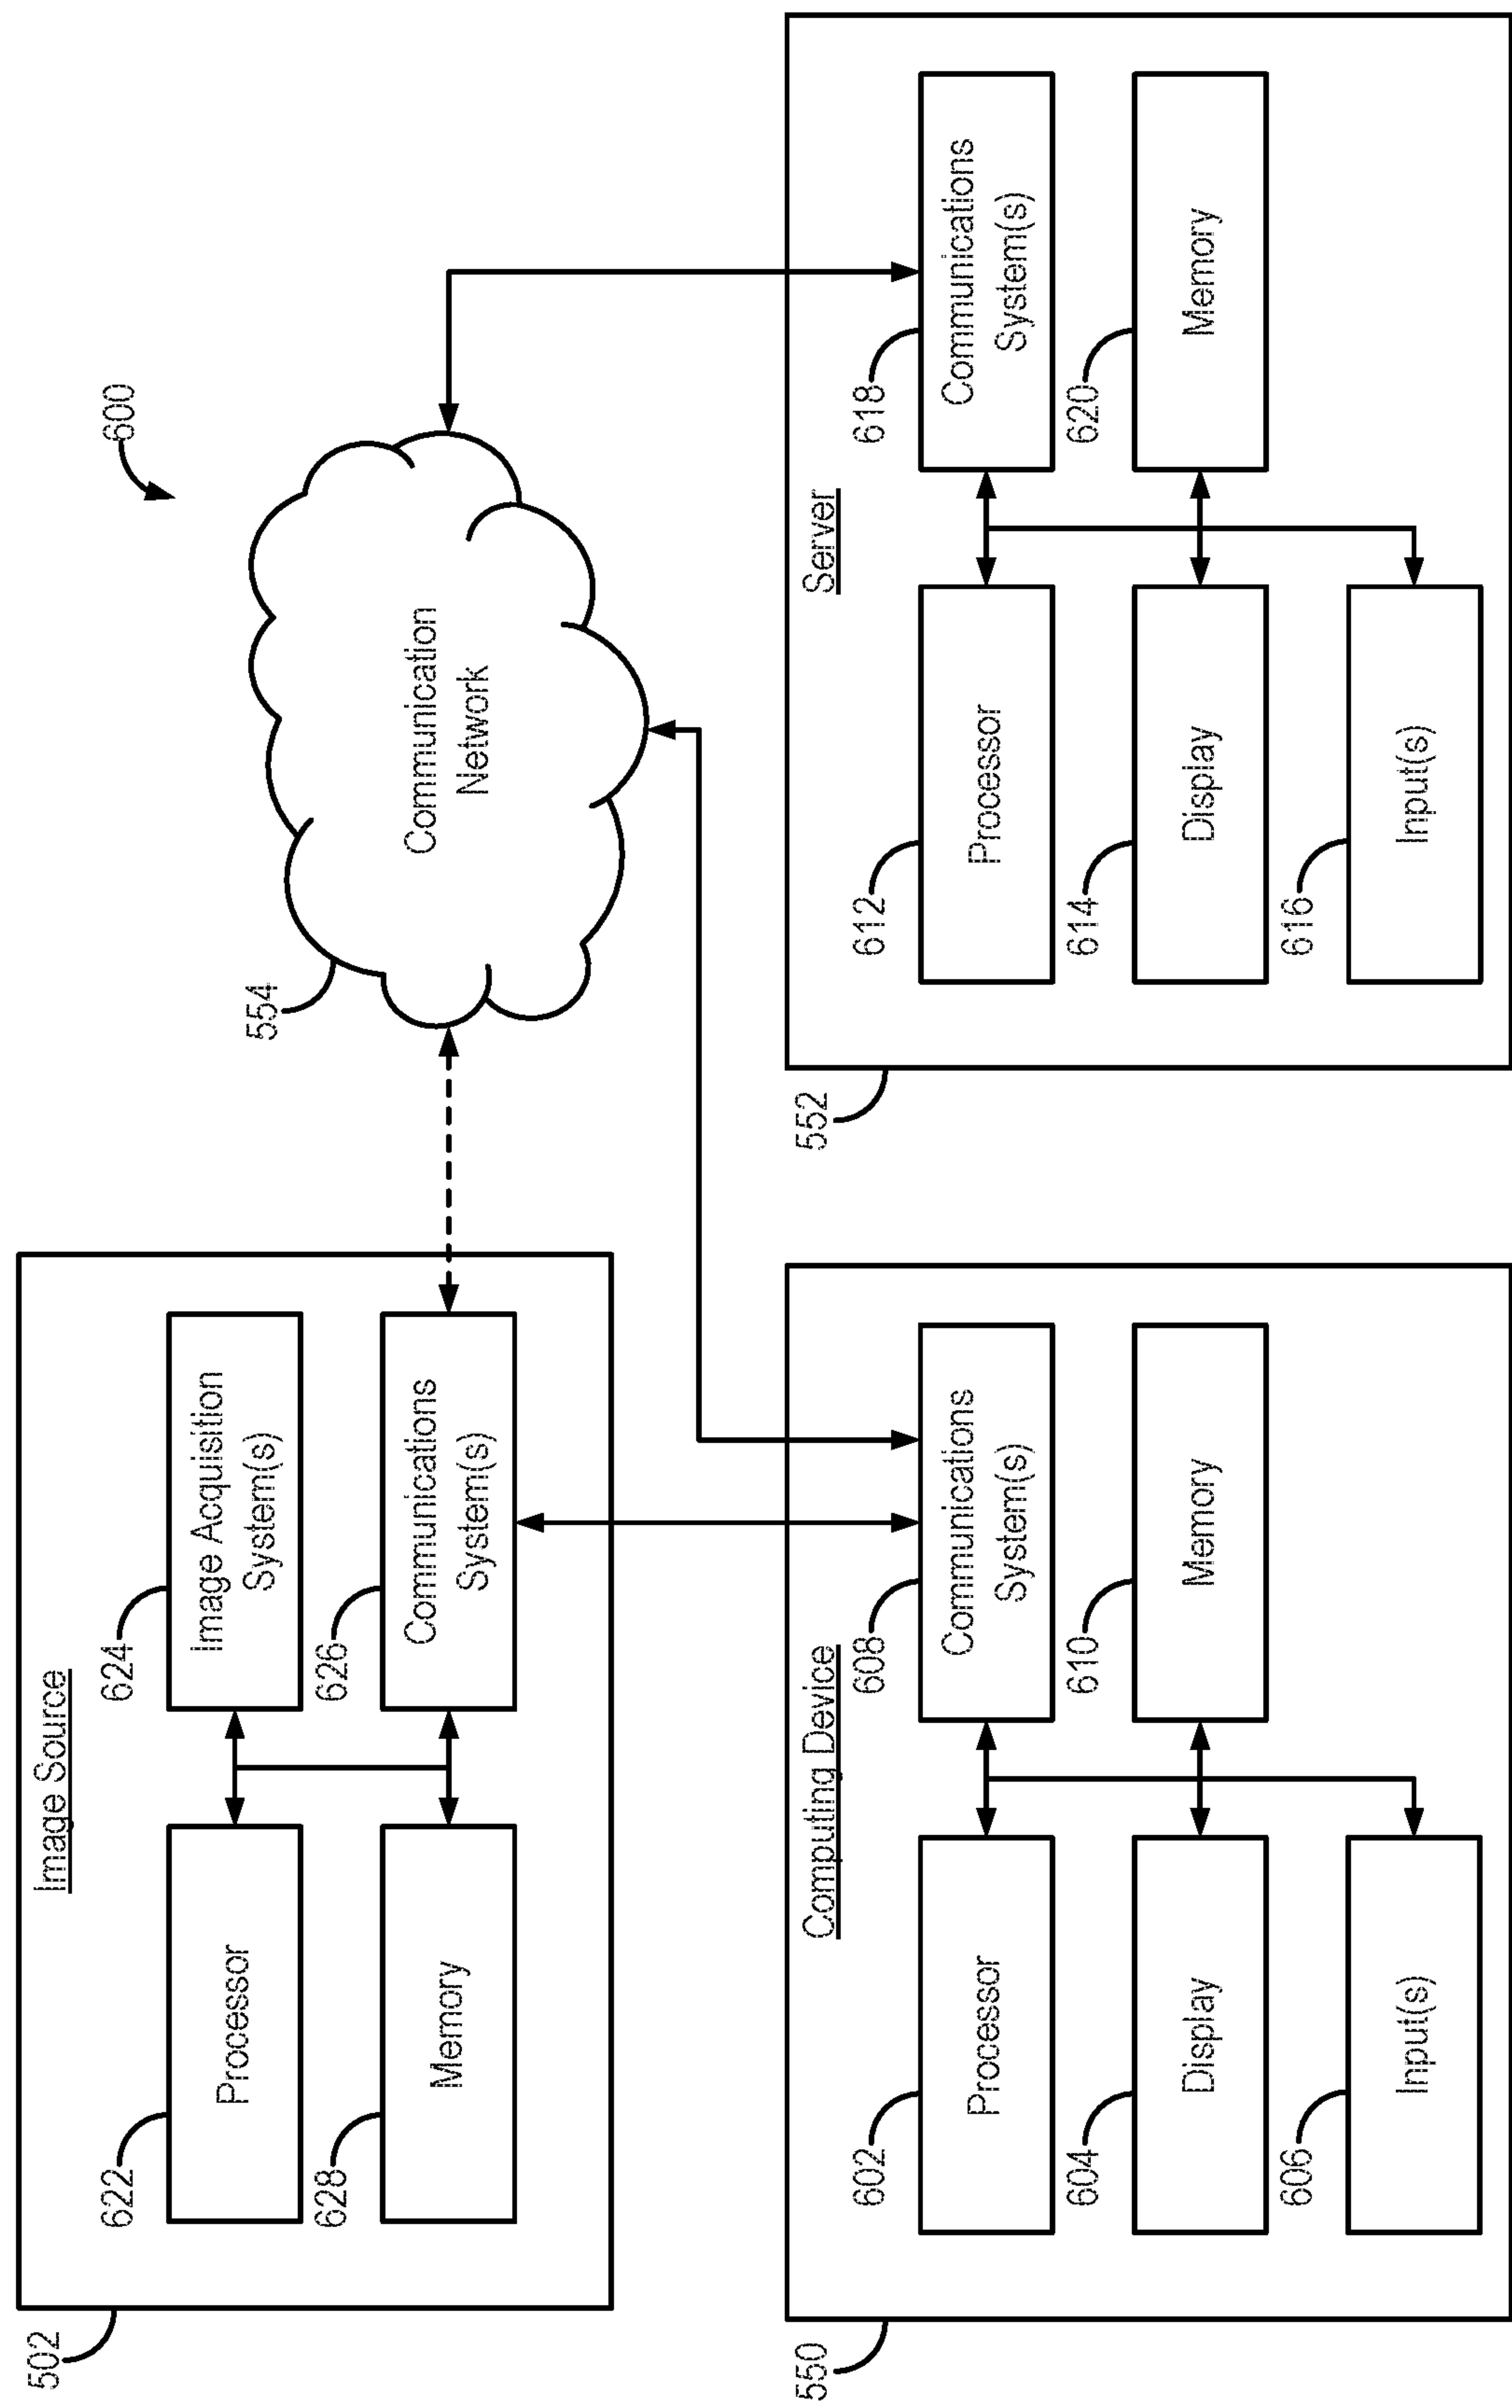 600
502
Image Source
622
Processor
624
Image Acquisition
System(s)
628
Memory
626
Communications
System(s)
554
Communication
Network
550
Computing Device
602
Processor
608
Communications
System(s)
604
Display
610
Memory
606
Input(s)
552
Server
612
Processor
618
Communications
System(s)
614
Display
620
Memory
616
Input(s)